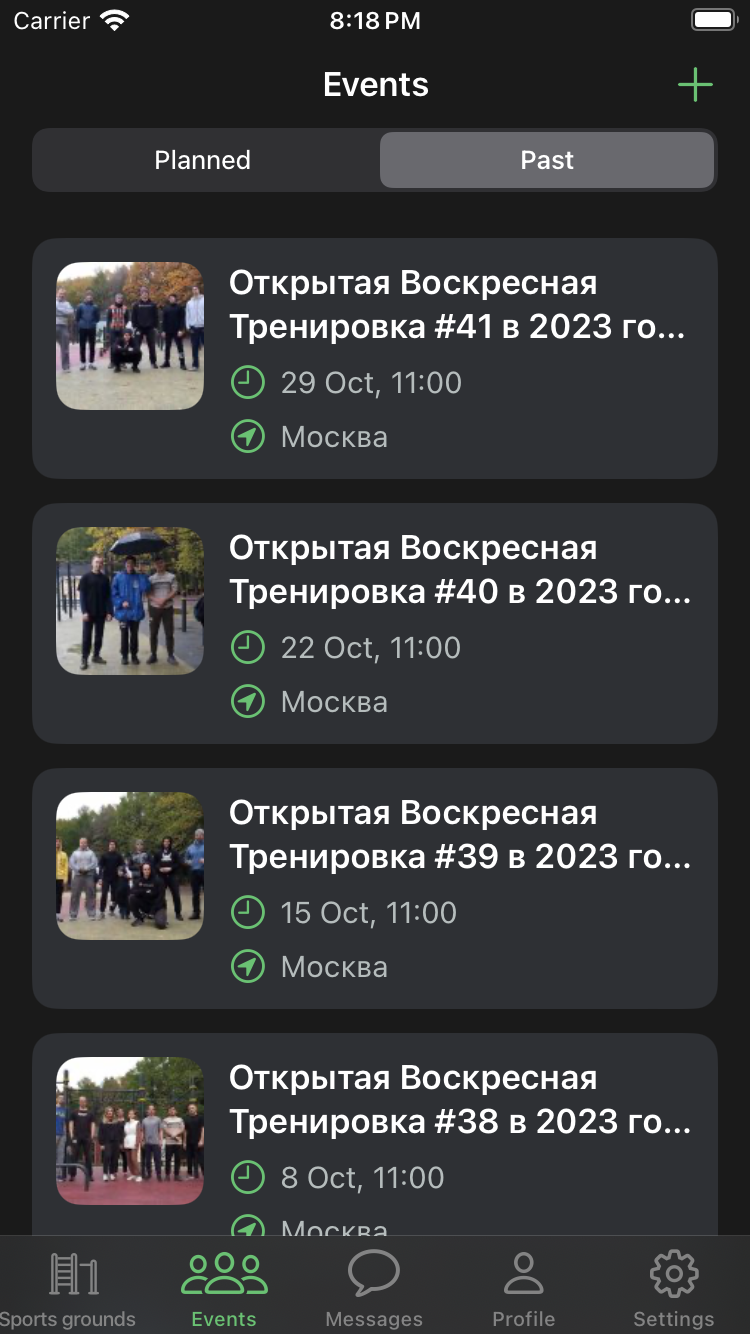 Carrier 8:18 PM
Events
Planned Past
Открытая Воскресная
Тренировка #41 в 2023 го...
29 Oct, 11:00
Москва
Открытая Воскресная
Тренировка #40 в 2023 го...
22 Oct, 11:00
Москва
Открытая Воскресная
Тренировка #39 в 2023 го...
15 Oct, 11:00
Москва
Открытая Воскресная
Тренировка #38 в 2023 го...
8 Oct, 11:00
Москва
Sports grounds Events Messages Profile Settings